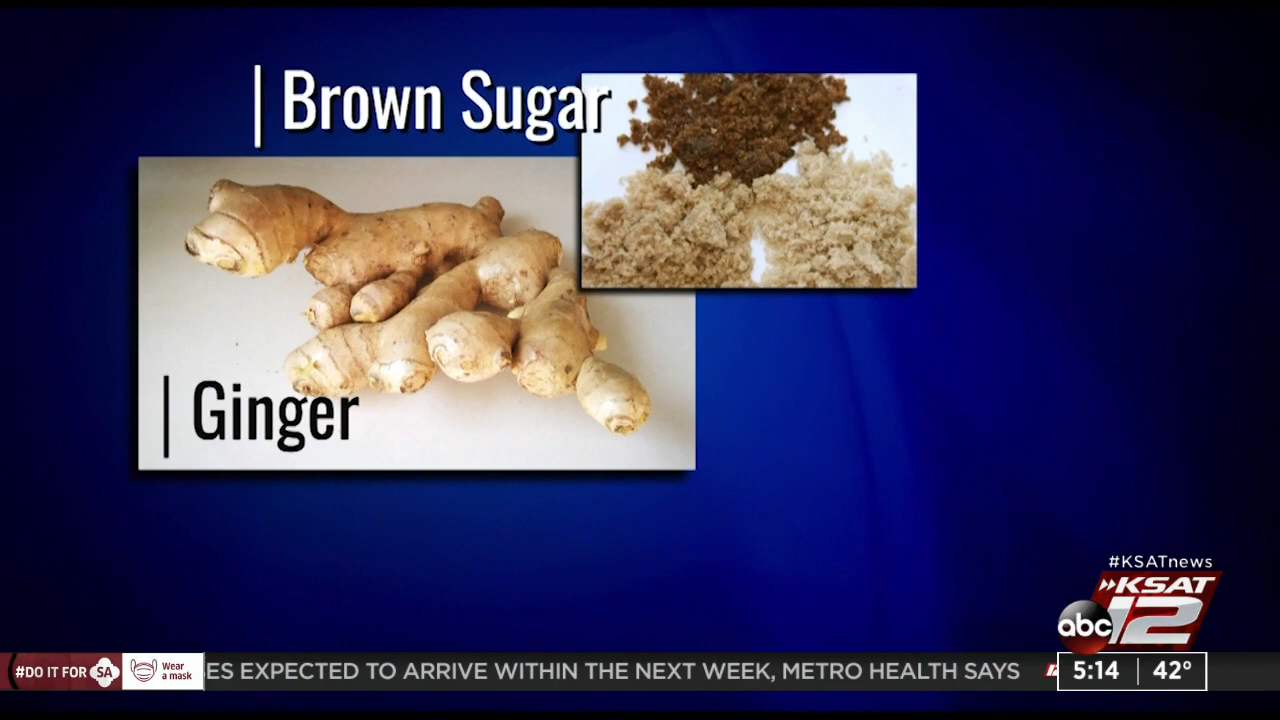 Brown Sugar
Ginger
#KSATnews
KSAT
abc 12
#DO IT FOR SA
Wear
a mask
ES EXPECTED TO ARRIVE WITHIN THE NEXT WEEK, METRO HEALTH SAYS
5:14 42°